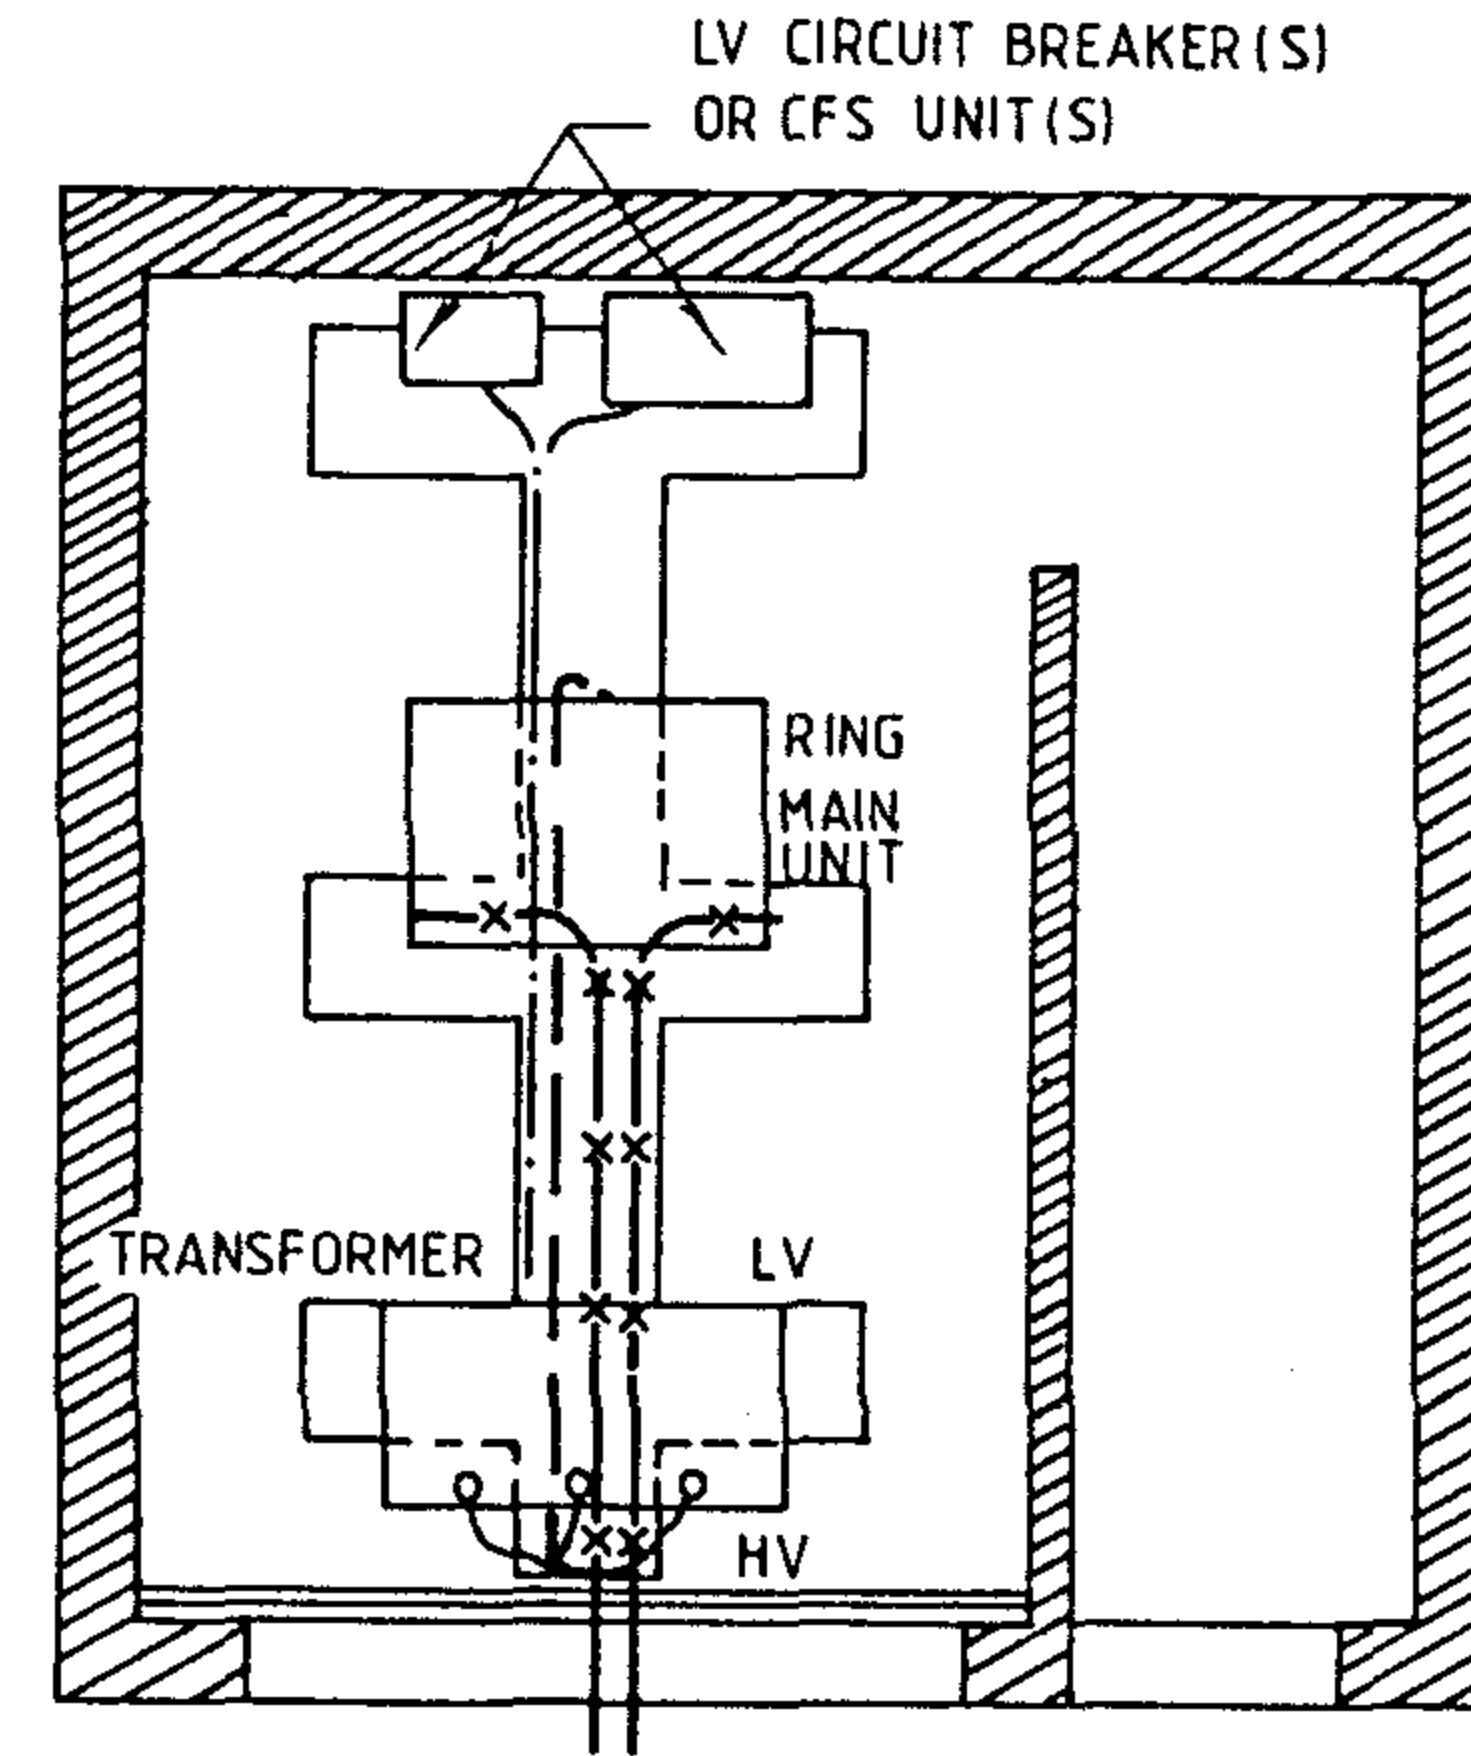 LV CIRCUIT BREAKER(S)
OR CFS UNIT(S)
RING
MAIN
UNIT
TRANSFORMER
LV
HV